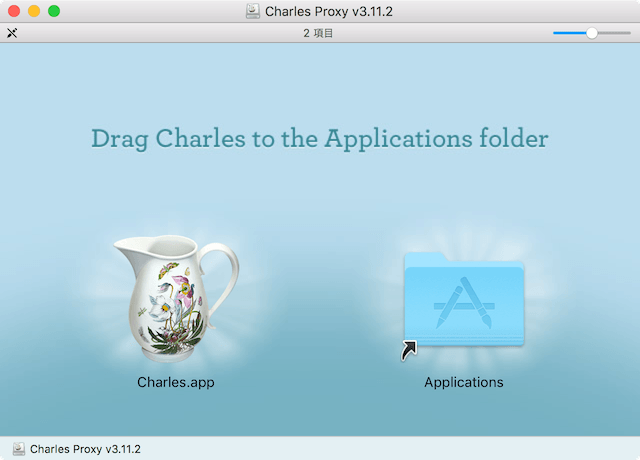 Charles Proxy v3.11.2
2 項目
Drag Charles to the Applications folder
Charles.app
Applications
Charles Proxy v3.11.2